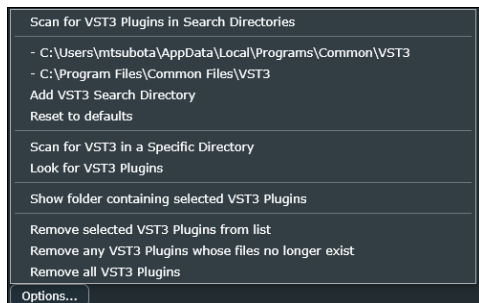 Scan for VST3 Plugins in Search Directories
- C:\Users\mtsubota\AppData\Local\Programs\Common\VST3
- C:\Program Files\Common Files\VST3
Add VST3 Search Directory
Reset to defaults
Scan for VST3 in a Specific Directory
Look for VST3 Plugins
Show folder containing selected VST3 Plugins
Remove selected VST3 Plugins from list
Remove any VST3 Plugins whose files no longer exist
Remove all VST3 Plugins
Options...